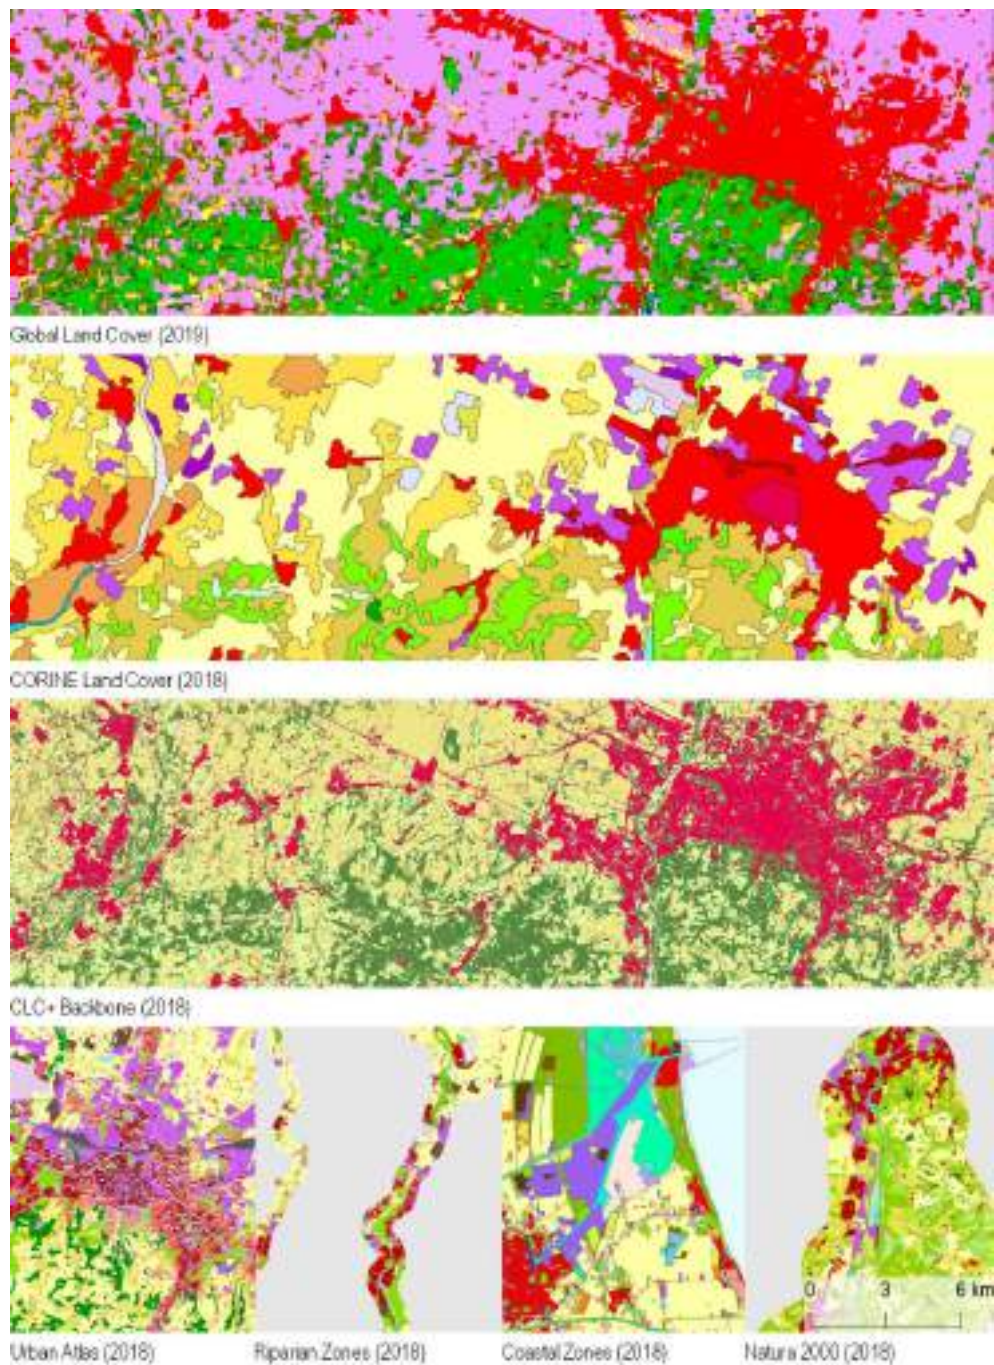 Global Land Cover (2019)
CORINE Land Cover (2018)
CLC+ Backbone (2018)
0 3 6 km
Urban Atlas (2018) Riparian Zones (2018) Coastal Zones (2018) Natura 2000 (2018)